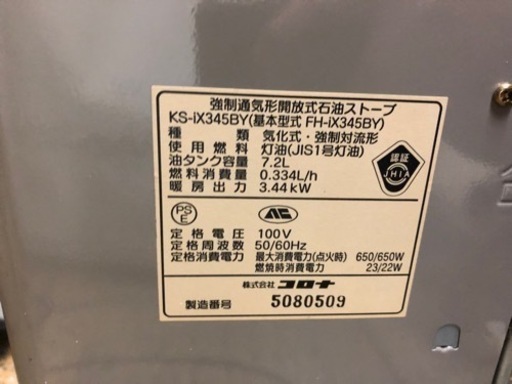 強制通気形開放式石油ストーブ
KS-iX345BY(基本型式 FH-iX345BY)
種 類 気化式・強制対流形
使用燃料 灯油(JIS1号灯油)
油タンク容量 7.2L
燃料消費量 0.334L/h
暖房出力 3.44kW
認証
JHIA
PS
E
定格電圧 100V
定格周波数 50/60Hz
定格消費電力 最大消費電力(点火時) 650/650W
燃焼時消費電力 23/22W
株式会社 コロナ
製造番号 5080509